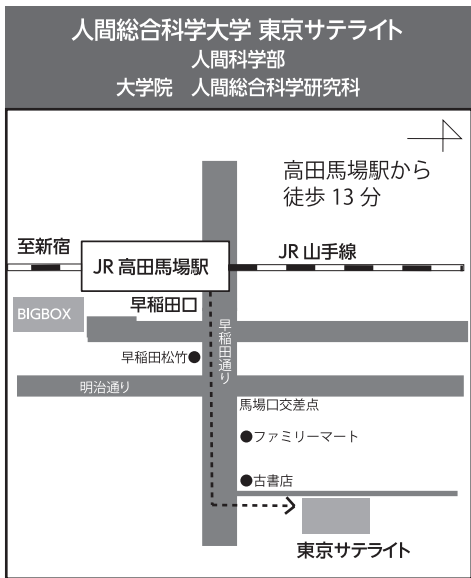 人間総合科学大学 東京サテライト
人間科学部
大学院　人間総合科学研究科
高田馬場駅から
徒歩 13 分
至新宿
JR 高田馬場駅
JR 山手線
BIGBOX
早稲田口
早稲田通り
早稲田松竹
明治通り
馬場口交差点
ファミリーマート
古書店
東京サテライト